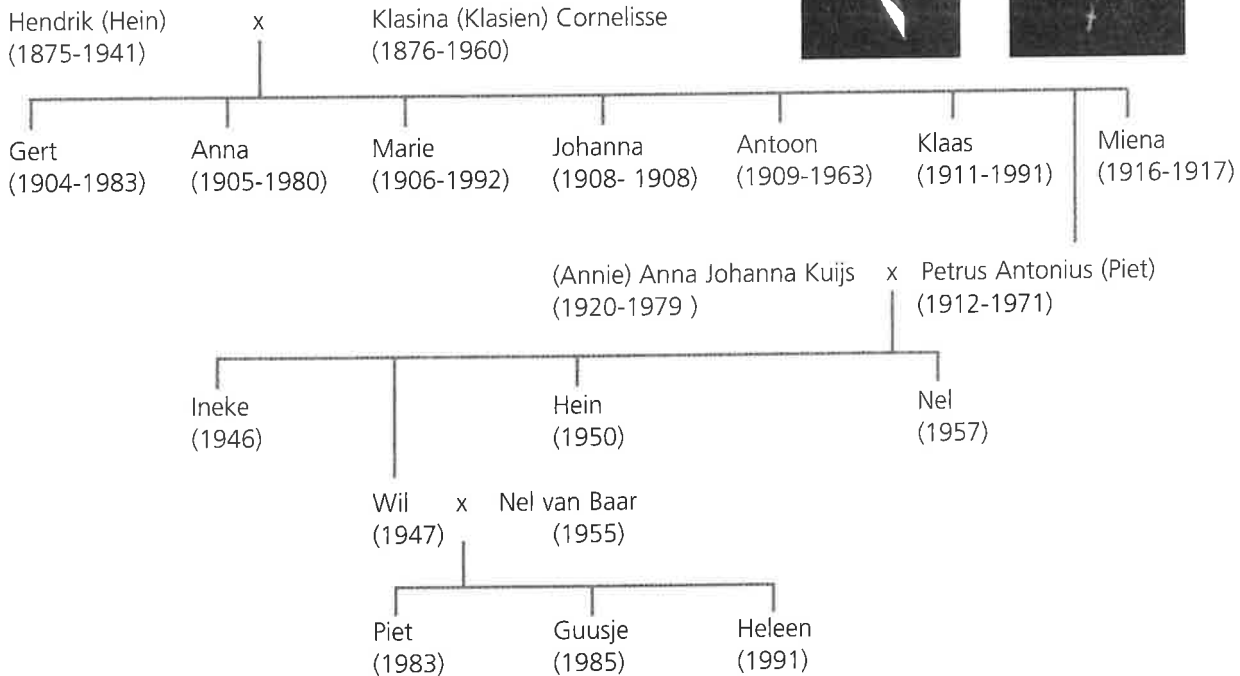 Hendrik (Hein) x Klasina (Klasien) Cornelisse
(1875-1941) (1876-1960)
Gert Anna Marie Johanna Antoon Klaas Miena
(1904-1983) (1905-1980) (1906-1992) (1908- 1908) (1909-1963) (1911-1991) (1916-1917)
(Annie) Anna Johanna Kuijs x Petrus Antonius (Piet)
(1920-1979 ) (1912-1971)
Ineke Hein Nel
(1946) (1950) (1957)
Wil x Nel van Baar
(1947) (1955)
Piet Guusje Heleen
(1983) (1985) (1991)